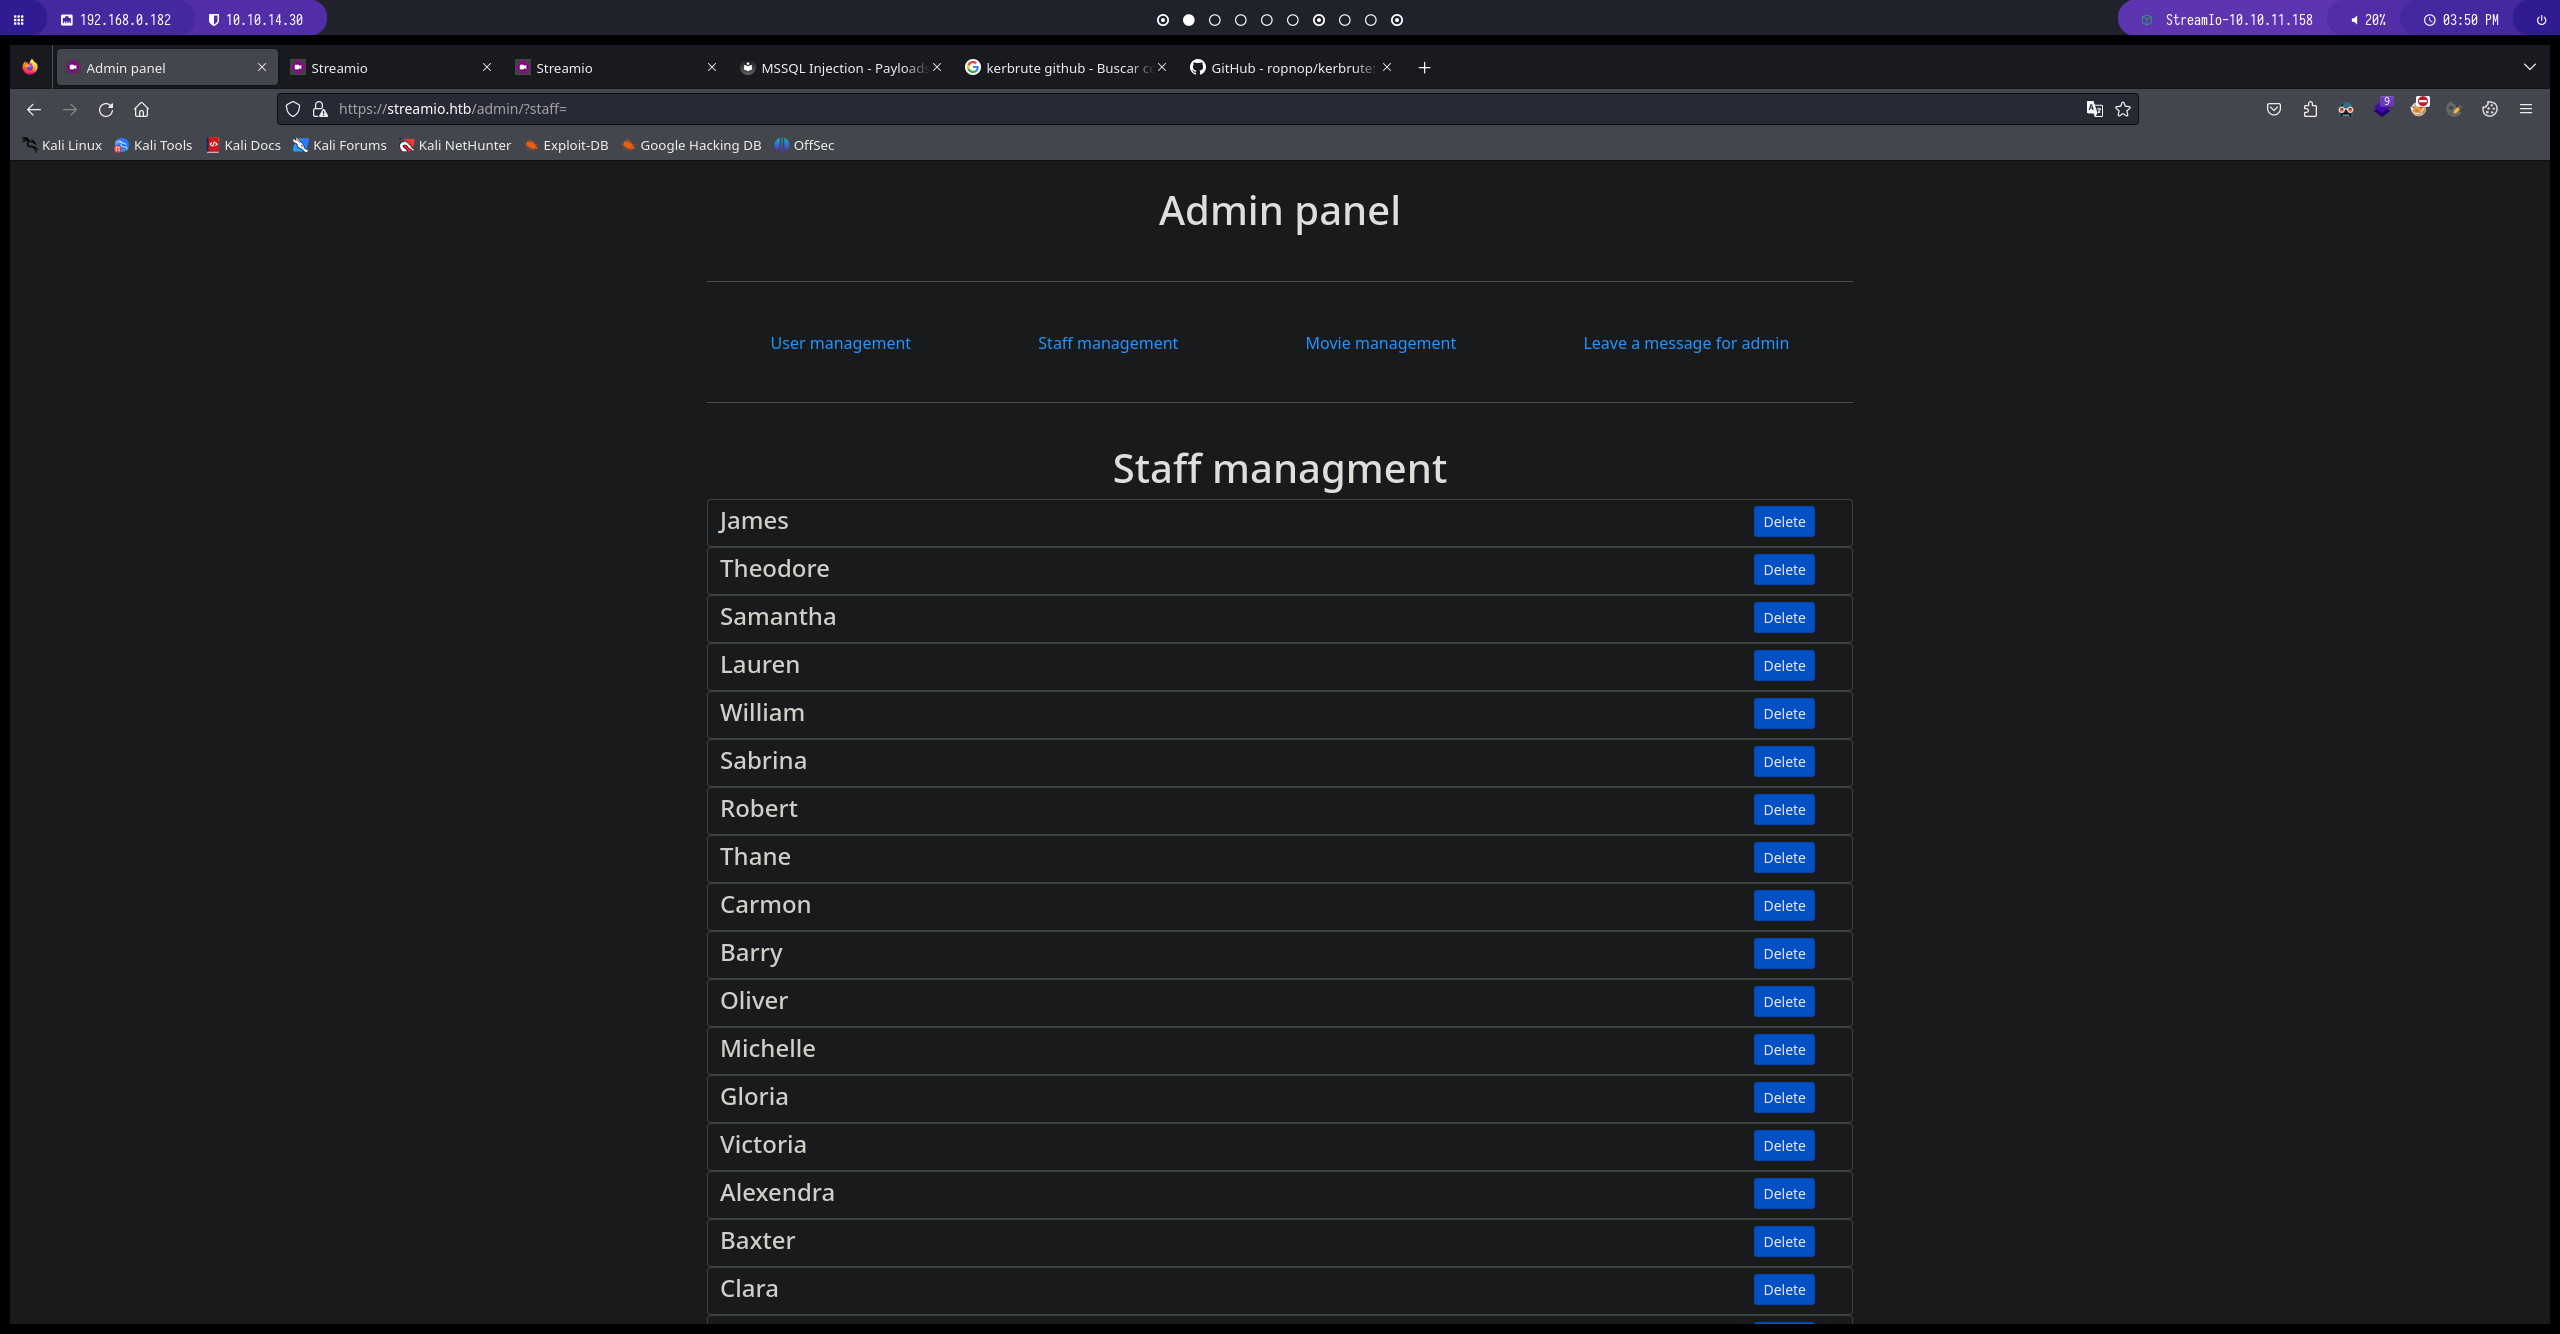 192.168.0.182 10.10.14.30 StreamIo-10.10.11.158 20% 03:50 PM
Admin panel Streamio Streamio MSSQL Injection - Payloads kerbrute github - Buscar co GitHub - ropnop/kerbrute:
https://streamio.htb/admin/?staff= 9
Kali Linux Kali Tools Kali Docs Kali Forums Kali NetHunter Exploit-DB Google Hacking DB OffSec
Admin panel
User management Staff management Movie management Leave a message for admin
Staff managment
James Delete
Theodore Delete
Samantha Delete
Lauren Delete
William Delete
Sabrina Delete
Robert Delete
Thane Delete
Carmon Delete
Barry Delete
Oliver Delete
Michelle Delete
Gloria Delete
Victoria Delete
Alexendra Delete
Baxter Delete
Clara Delete